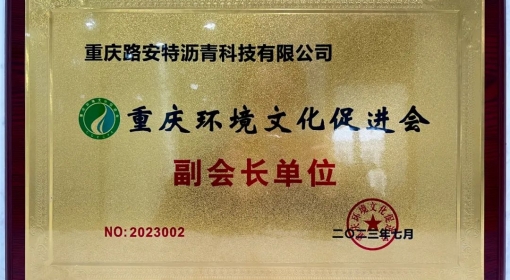 重庆路安特沥青科技有限公司
重庆环境文化促进会
副会长单位
NO:2023002
二〇二三年七月